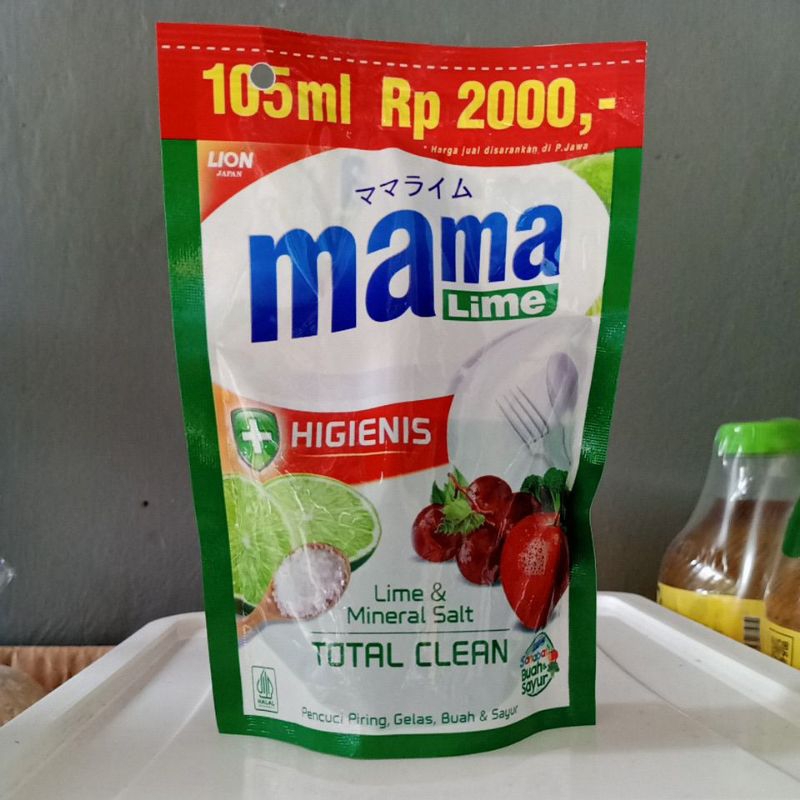 105ml Rp 2000,-
* Harga jual disarankan di P.Jawa
LION
JAPAN
ママライム
mama
Lime
HIGIENIS
Lime &
Mineral Salt
TOTAL CLEAN
Buah &
Sayur
HALAL
Pencuci Piring, Gelas, Buah & Sayur